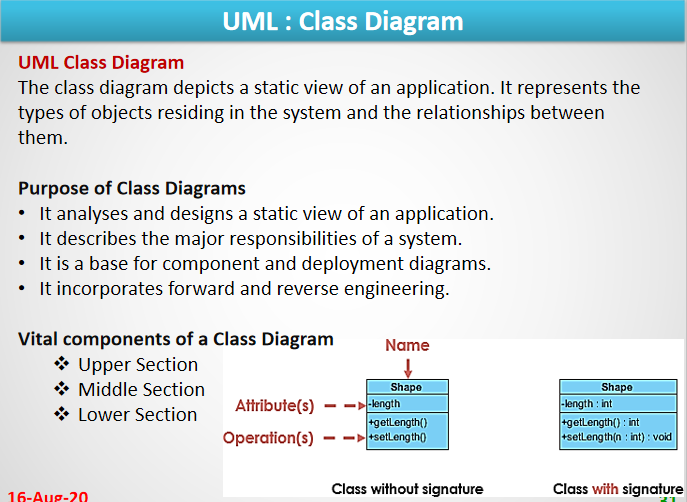 UML : Class Diagram
UML Class Diagram
The class diagram depicts a static view of an application. It represents the
types of objects residing in the system and the relationships between
them.
Purpose of Class Diagrams
• It analyses and designs a static view of an application.
• It describes the major responsibilities of a system.
• It is a base for component and deployment diagrams.
• It incorporates forward and reverse engineering.
Vital components of a Class Diagram
❖ Upper Section
❖ Middle Section
❖ Lower Section
Name
Shape
Attribute(s)
-length
Operation(s)
+getLength()
+setLength()
Class without signature
Shape
-length : int
+getLength() : int
+setLength(n : int) : void
Class with signature
16-Aug-20